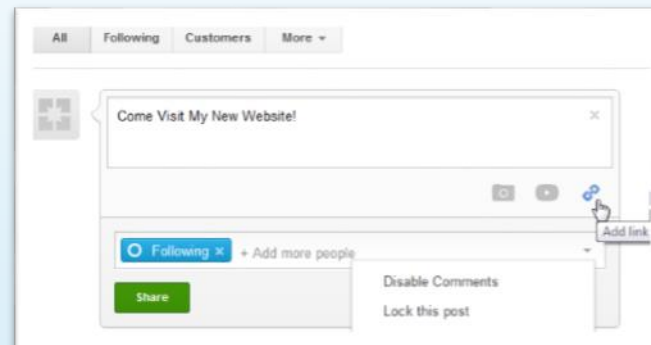 All Following Customers More
Come Visit My New Website!
Add link
Following × + Add more people
Disable Comments
Share
Lock this post